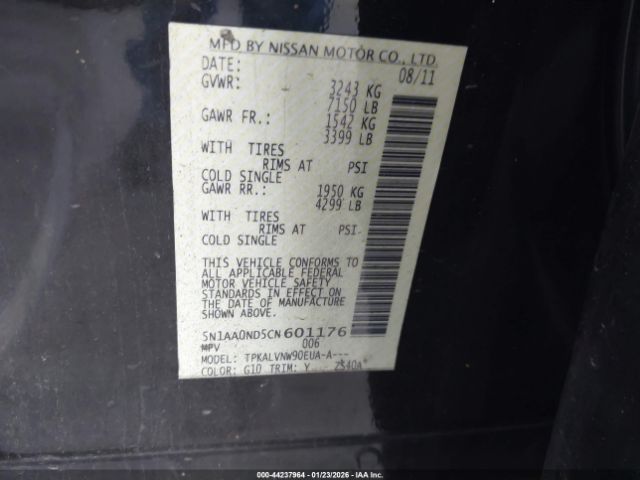 MFD BY NISSAN MOTOR CO., LTD.
DATE: 08/11
GVWR: 3243 KG
7150 LB
GAWR FR.: 1542 KG
3399 LB
WITH TIRES
RIMS AT PSI
COLD SINGLE
GAWR RR.: 1950 KG
4299 LB
WITH TIRES
RIMS AT PSI
COLD SINGLE
THIS VEHICLE CONFORMS TO
ALL APPLICABLE FEDERAL
MOTOR VEHICLE SAFETY
STANDARDS IN EFFECT ON
THE DATE OF MANUFACTURE
SHOWN ABOVE.
5N1AA0ND5CN601176
MPV 006
MODEL: TPKALVNW90EUA-A---
COLOR: G10 TRIM: Y ZS40A
000-44237964 | 01/23/2026 - IAA, Inc.